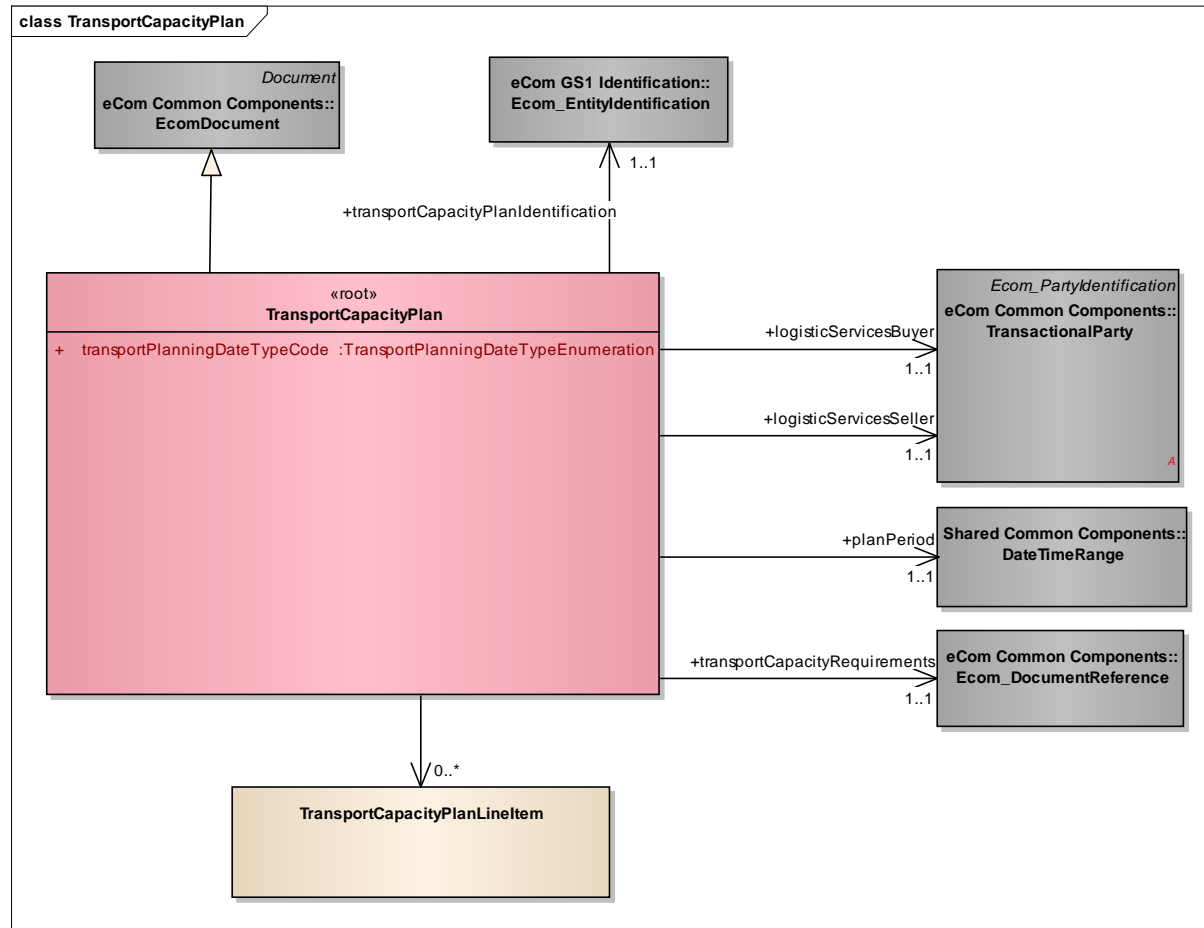 class TransportCapacityPlan
Document
eCom Common Components::
EcomDocument
eCom GS1 Identification::
Ecom_EntityIdentification
1..1
+transportCapacityPlanIdentification
«root»
TransportCapacityPlan
+ transportPlanningDateTypeCode :TransportPlanningDateTypeEnumeration
+logisticServicesBuyer
1..1
+logisticServicesSeller
1..1
Ecom_PartyIdentification
eCom Common Components::
TransactionalParty
A
+planPeriod
1..1
Shared Common Components::
DateTimeRange
+transportCapacityRequirements
1..1
eCom Common Components::
Ecom_DocumentReference
0..*
TransportCapacityPlanLineItem